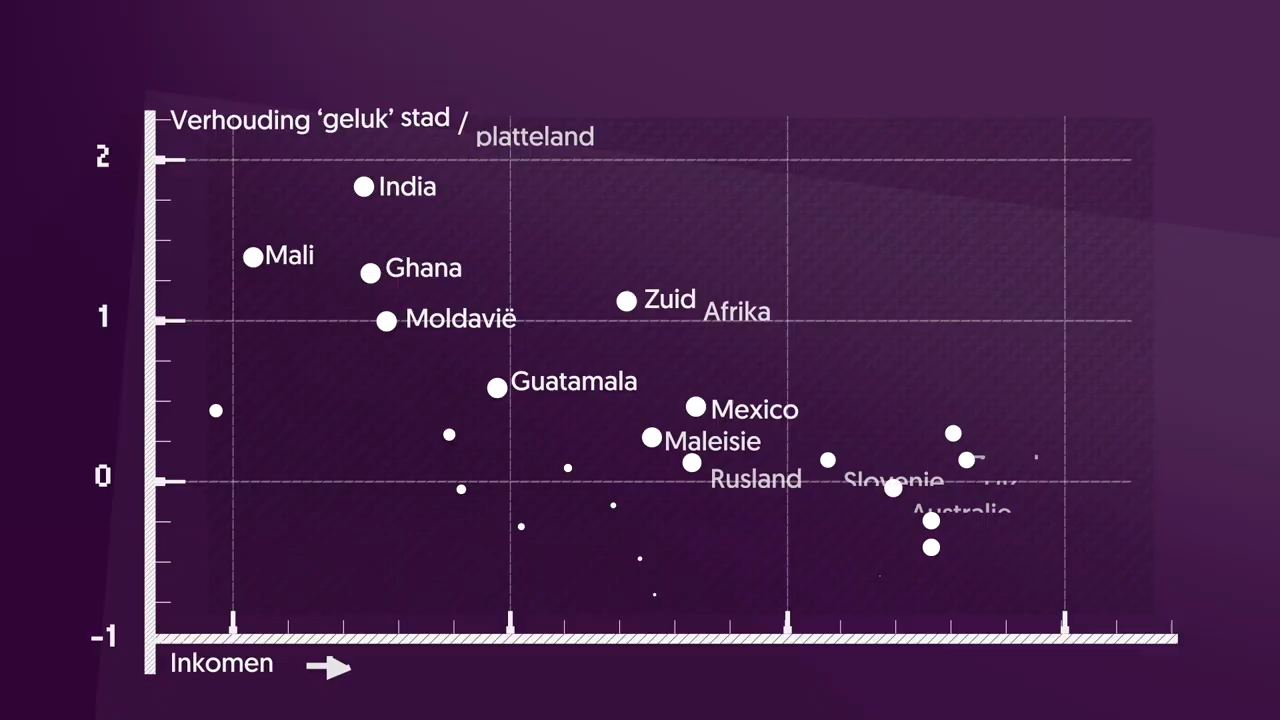 Verhouding ‘geluk’ stad / platteland
2
India
Mali
Ghana
Zuid Afrika
1
Moldavië
Guatamala
Mexico
Maleisie
Rusland
0
Slovenie
-1
Inkomen